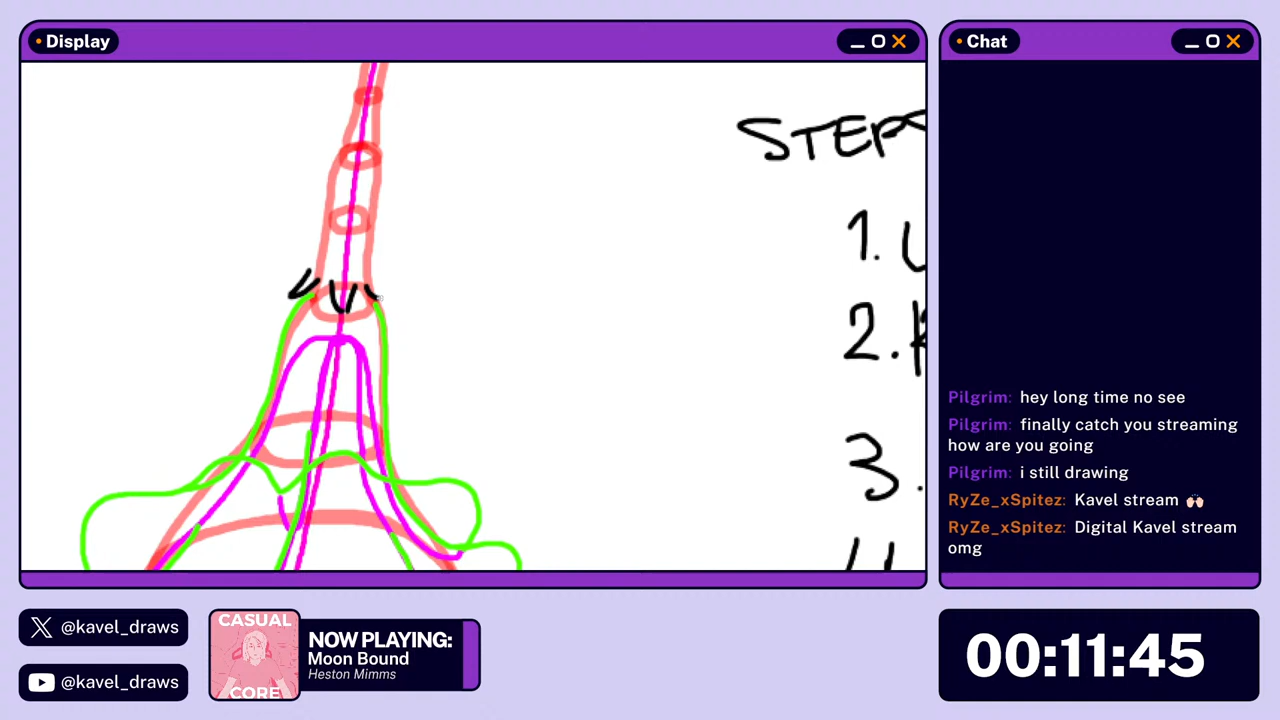 Display
STEPS
1.
2.
3.
Chat
Pilgrim: hey long time no see
Pilgrim: finally catch you streaming
how are you going
Pilgrim: i still drawing
RyZe_xSpitez: Kavel stream 🙌🏻
RyZe_xSpitez: Digital Kavel stream
omg
@kavel_draws
@kavel_draws
CASUAL
CORE
NOW PLAYING:
Moon Bound
Heston Mimms
00:11:45